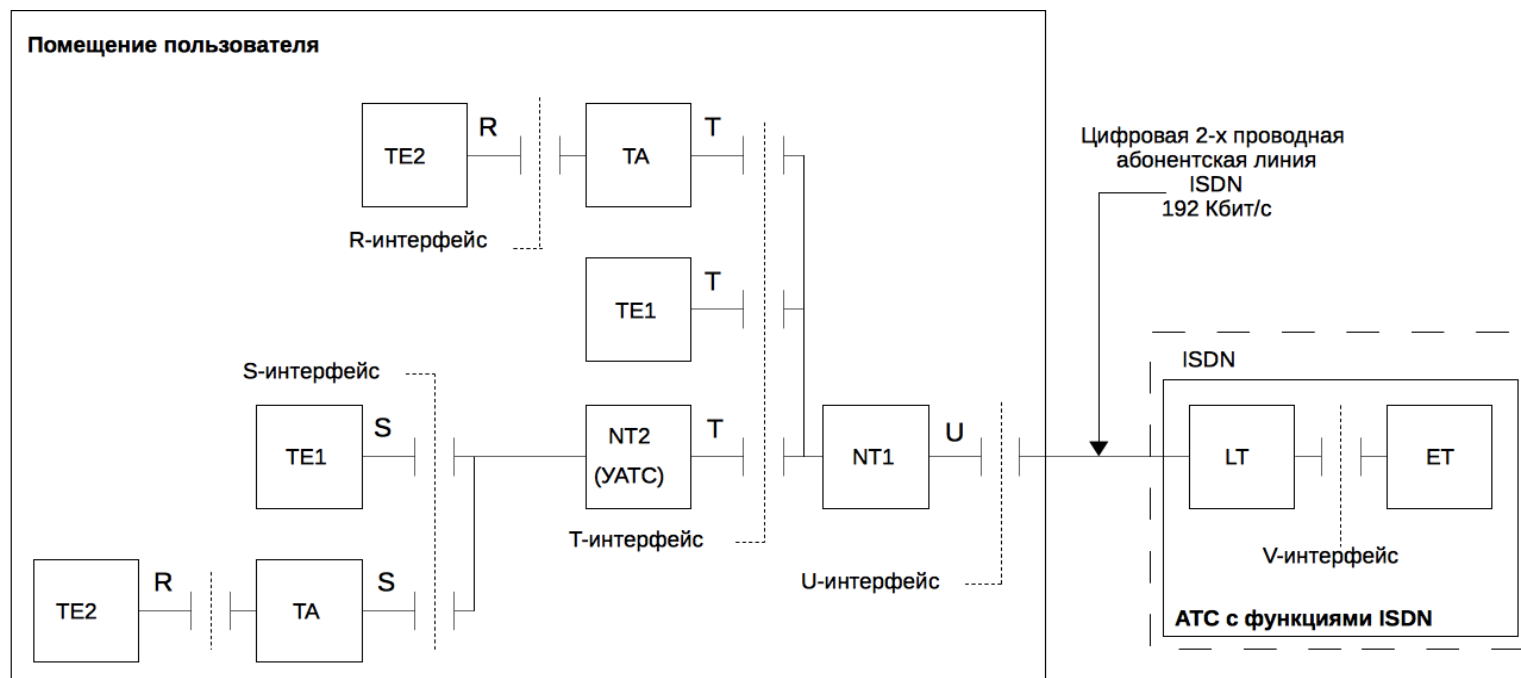 Помещение пользователя
TE2
R
TA
T
R-интерфейс
Цифровая 2-х проводная
абонентская линия
ISDN
192 Кбит/с
TE1
T
S-интерфейс
TE1
S
NT2
(УАТС)
T
NT1
U
T-интерфейс
U-интерфейс
TE2
R
TA
S
ISDN
LT
ET
V-интерфейс
АТС с функциями ISDN